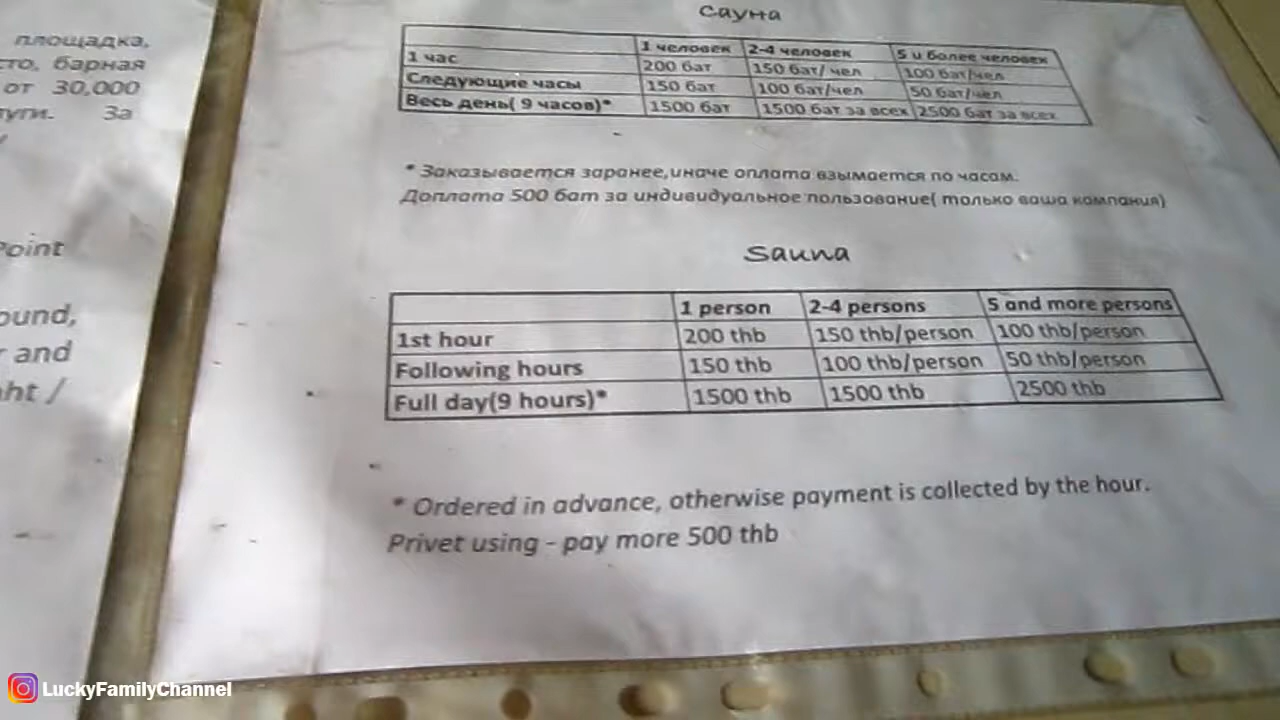 площадка,
барная
от 30,000
За
Point
and
Сауна
1 человек 2-4 человек 5 и более человек
1 час 200 бат 150 бат/ чел 100 бат/чел
Следующие часы 150 бат 100 бат/чел 50 бат/чел
Весь день( 9 часов)* 1500 бат 1500 бат за всех 2500 бат за всех
* Заказывается заранее,иначе оплата взымается по часам.
Доплата 500 бат за индивидуальное пользование( только ваша компания)
Sauna
1 person 2-4 persons 5 and more persons
1st hour 200 thb 150 thb/person 100 thb/person
Following hours 150 thb 100 thb/person 50 thb/person
Full day(9 hours)* 1500 thb 1500 thb 2500 thb
* Ordered in advance, otherwise payment is collected by the hour.
Privet using - pay more 500 thb
LuckyFamilyChannel